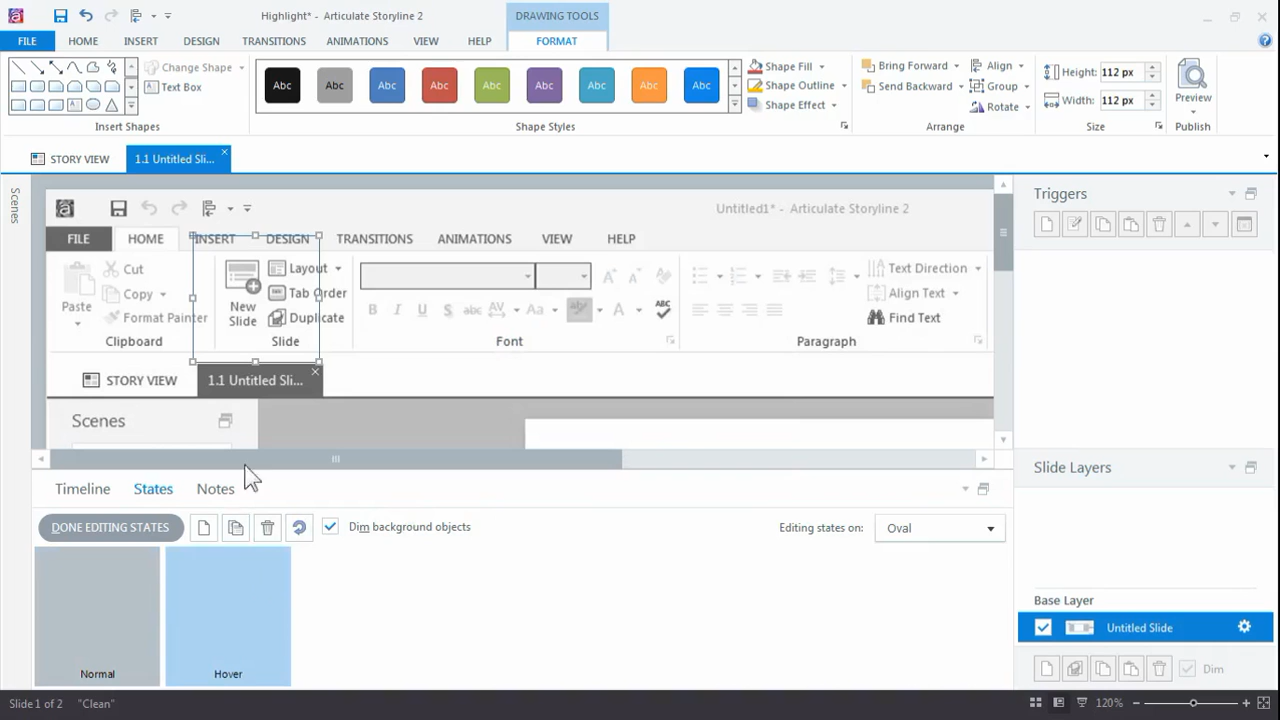 Highlight* - Articulate Storyline 2
DRAWING TOOLS
FILE HOME INSERT DESIGN TRANSITIONS ANIMATIONS VIEW HELP FORMAT
Change Shape
Text Box
Insert Shapes
Abc Abc Abc Abc Abc Abc Abc Abc
Shape Styles
Shape Fill
Shape Outline
Shape Effect
Bring Forward
Send Backward
Align
Group
Rotate
Arrange
Height: 112 px
Width: 112 px
Size
Preview
Publish
STORY VIEW 1.1 Untitled Sli...
Scenes
Untitled1* - Articulate Storyline 2
FILE HOME INSERT DESIGN TRANSITIONS ANIMATIONS VIEW HELP
Paste
Cut
Copy
Format Painter
Clipboard
New
Slide
Layout
Tab Order
Duplicate
Slide
B I U S abc AV Aa A
ABC
Font
Text Direction
Align Text
Find Text
Paragraph
STORY VIEW 1.1 Untitled Sli...
Scenes
Triggers
Timeline States Notes
DONE EDITING STATES
Dim background objects
Editing states on: Oval
Normal
Hover
Slide Layers
Base Layer
Untitled Slide
Dim
Slide 1 of 2 "Clean"
120%